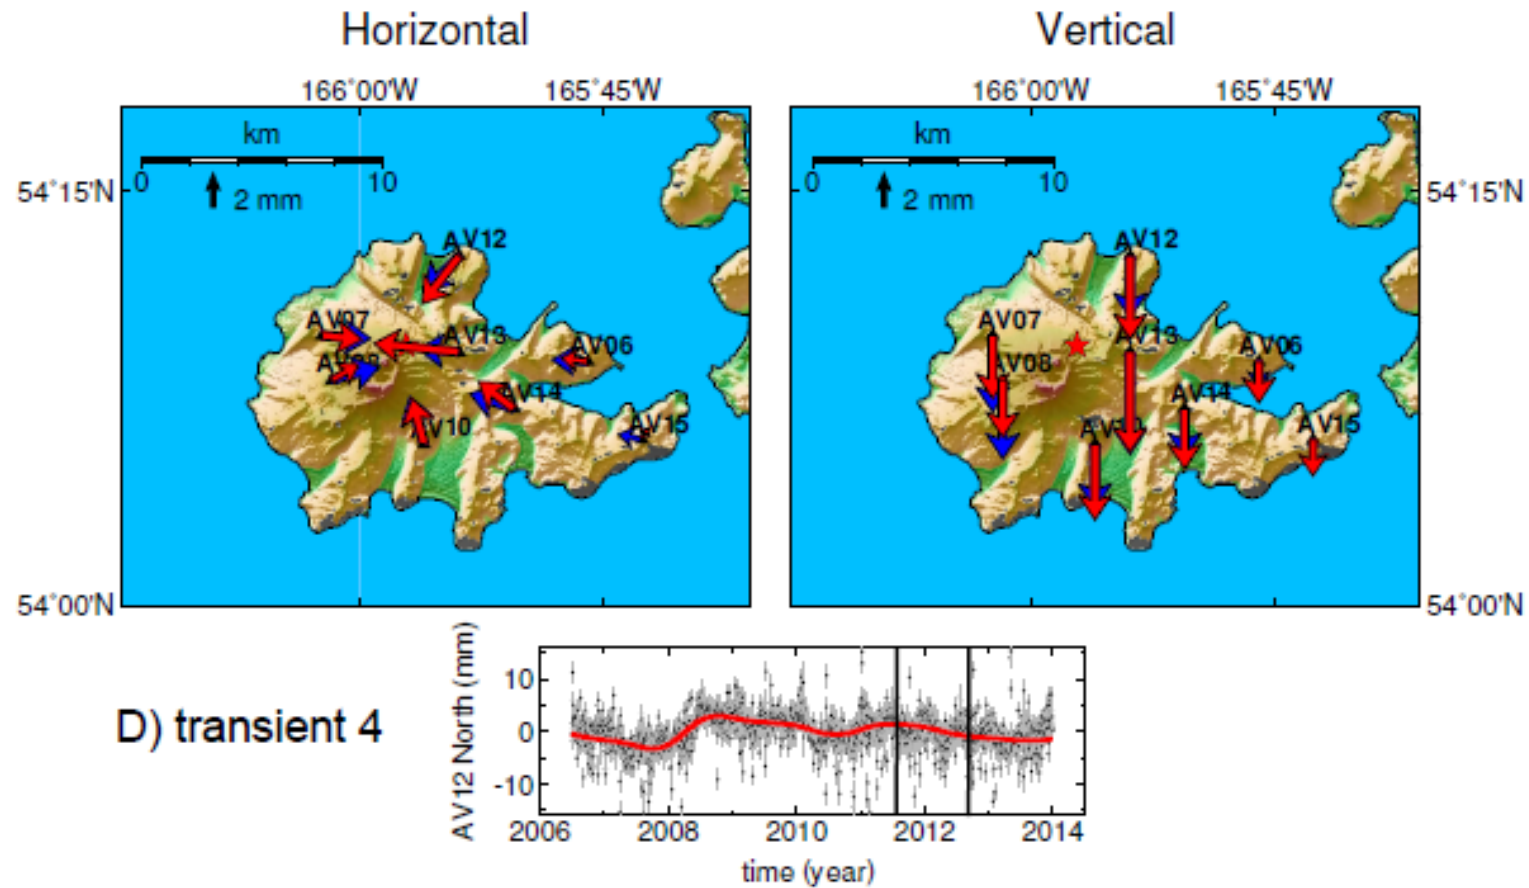 Horizontal
Vertical
166˚00'W 165˚45'W
166˚00'W 165˚45'W
km
0 10
2 mm
km
0 10
2 mm
54˚15'N
54˚15'N
AV12
AV07
AV13
AV06
AV14
AV10
AV15
AV12
AV07
AV13
AV08
AV06
AV14
AV15
54˚00'N
54˚00'N
D) transient 4
AV12 North (mm)
10
0
-10
2006 2008 2010 2012 2014
time (year)